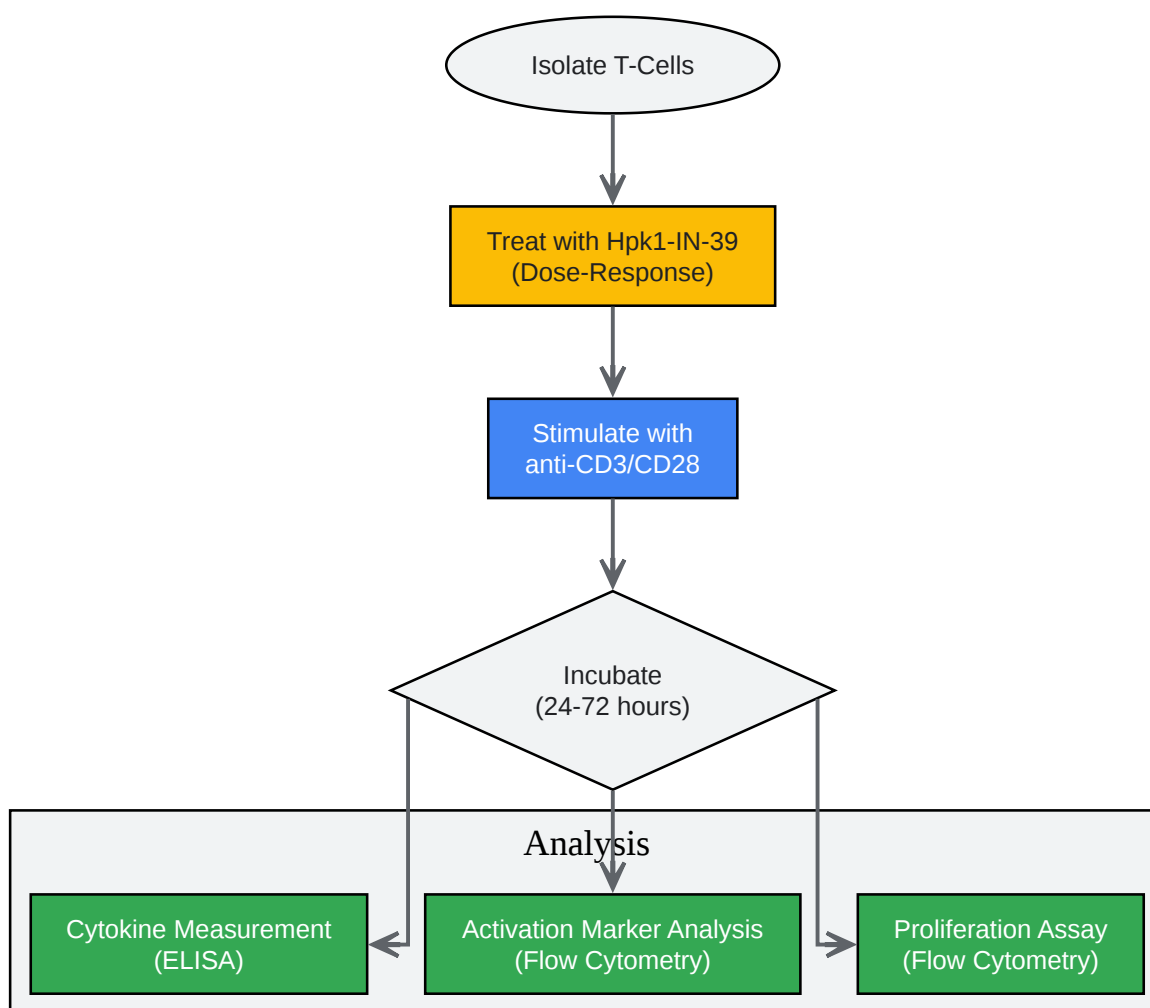 Isolate T-Cells
Treat with Hpk1-IN-39
(Dose-Response)
Stimulate with
anti-CD3/CD28
Incubate
(24-72 hours)
Analysis
Cytokine Measurement
(ELISA)
Activation Marker Analysis
(Flow Cytometry)
Proliferation Assay
(Flow Cytometry)